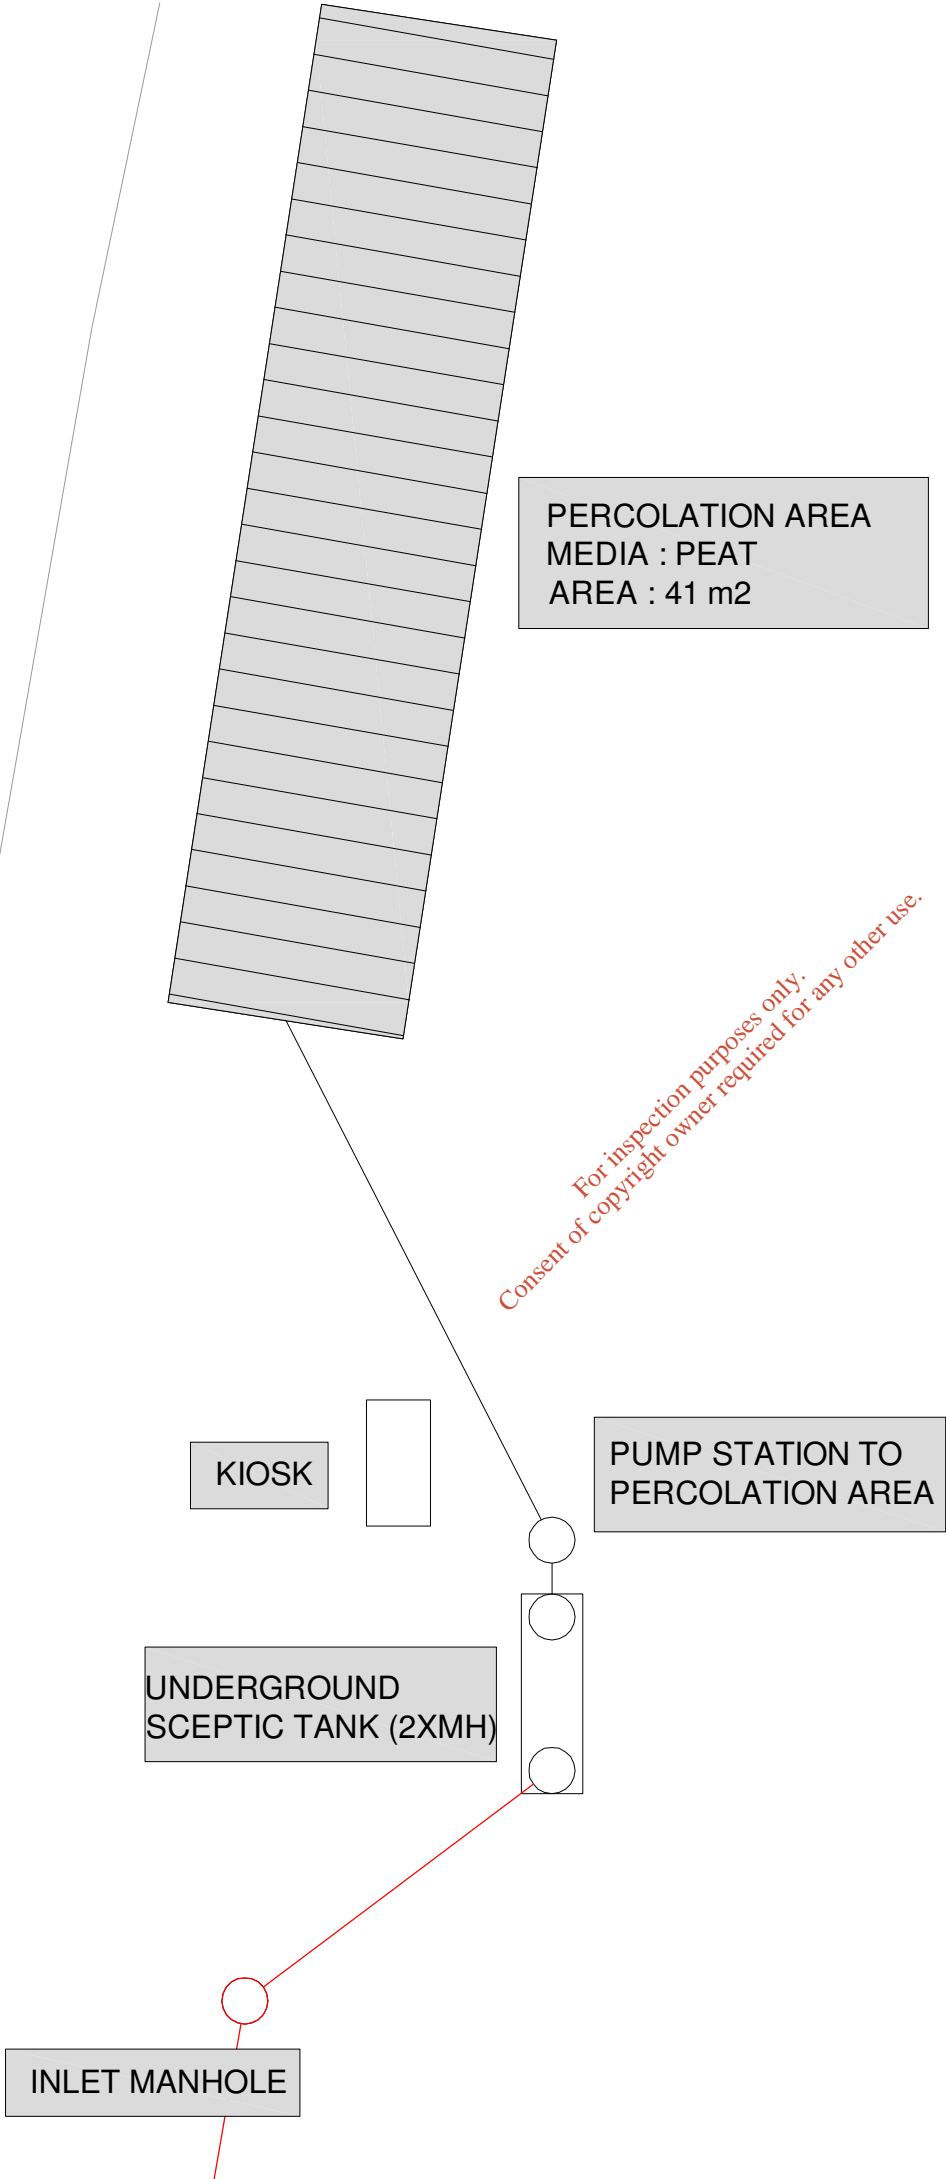 PERCOLATION AREA
MEDIA : PEAT
AREA : 41 m2
For inspection purposes only.
Consent of copyright owner required for any other use.
PUMP STATION TO
PERCOLATION AREA
KIOSK
UNDERGROUND
SCEPTIC TANK (2XMH)
INLET MANHOLE